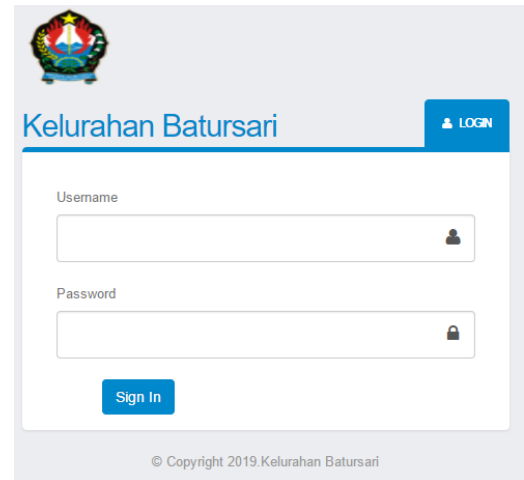 Kelurahan Batursari
LOGIN
Username
Password
Sign In
© Copyright 2019.Kelurahan Batursari